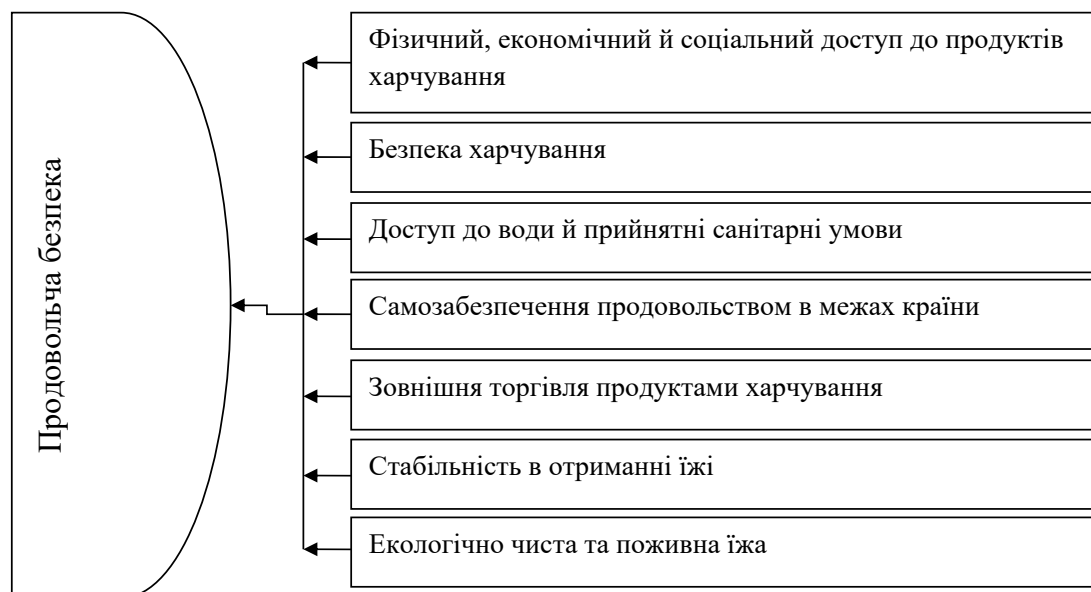 Продовольча безпека
Фізичний, економічний й соціальний доступ до продуктів
харчування
Безпека харчування
Доступ до води й прийнятні санітарні умови
Самозабезпечення продовольством в межах країни
Зовнішня торгівля продуктами харчування
Стабільність в отриманні їжі
Екологічно чиста та поживна їжа